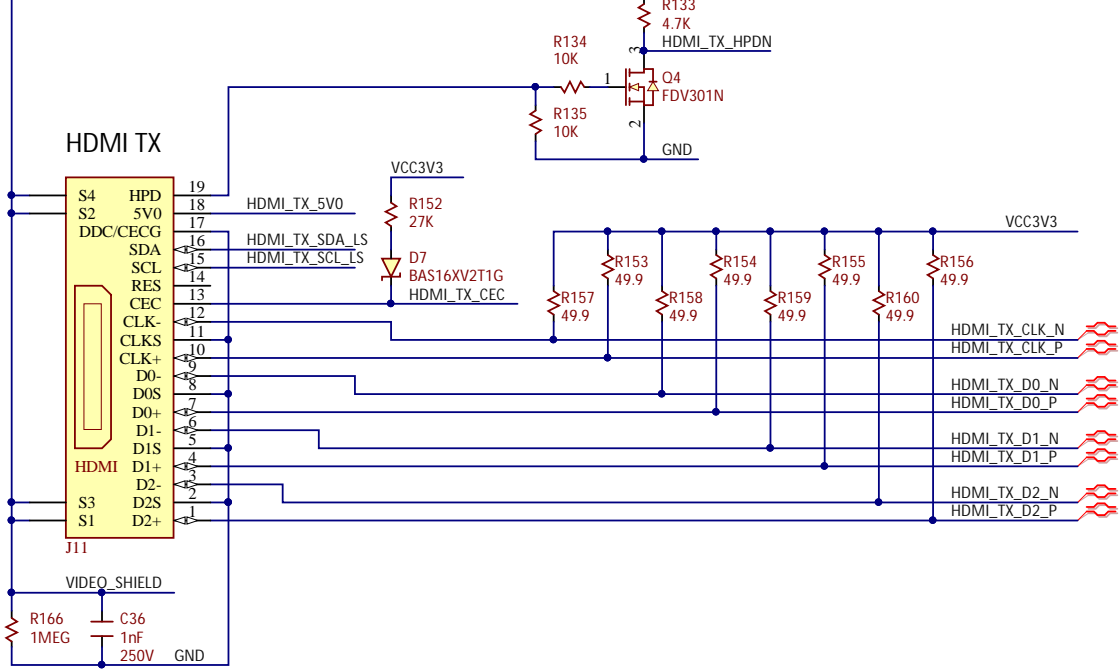 R133
4.7K
HDMI_TX_HPDN
R134
10K
3
1
Q4
FDV301N
R135
10K
2
GND
HDMI TX
VCC3V3
S4 HPD 19
S2 5V0 18 HDMI_TX_5V0
R152
27K
DDC/CECG 17
VCC3V3
SDA 16 HDMI_TX_SDA_LS
SCL 15 HDMI_TX_SCL_LS
D7
BAS16XV2T1G
R153
49.9
R154
49.9
R155
49.9
R156
49.9
RES 14
CEC 13 HDMI_TX_CEC
R157
49.9
R158
49.9
R159
49.9
R160
49.9
CLK- 12
CLKS 11 HDMI_TX_CLK_N
CLK+ 10 HDMI_TX_CLK_P
D0- 9
D0S 8 HDMI_TX_D0_N
D0+ 7 HDMI_TX_D0_P
D1- 6
D1S 5 HDMI_TX_D1_N
HDMI D1+ 4 HDMI_TX_D1_P
D2- 3
S3 D2S 2 HDMI_TX_D2_N
S1 D2+ 1 HDMI_TX_D2_P
J11
VIDEO_SHIELD
R166
1MEG
C36
1nF
250V
GND